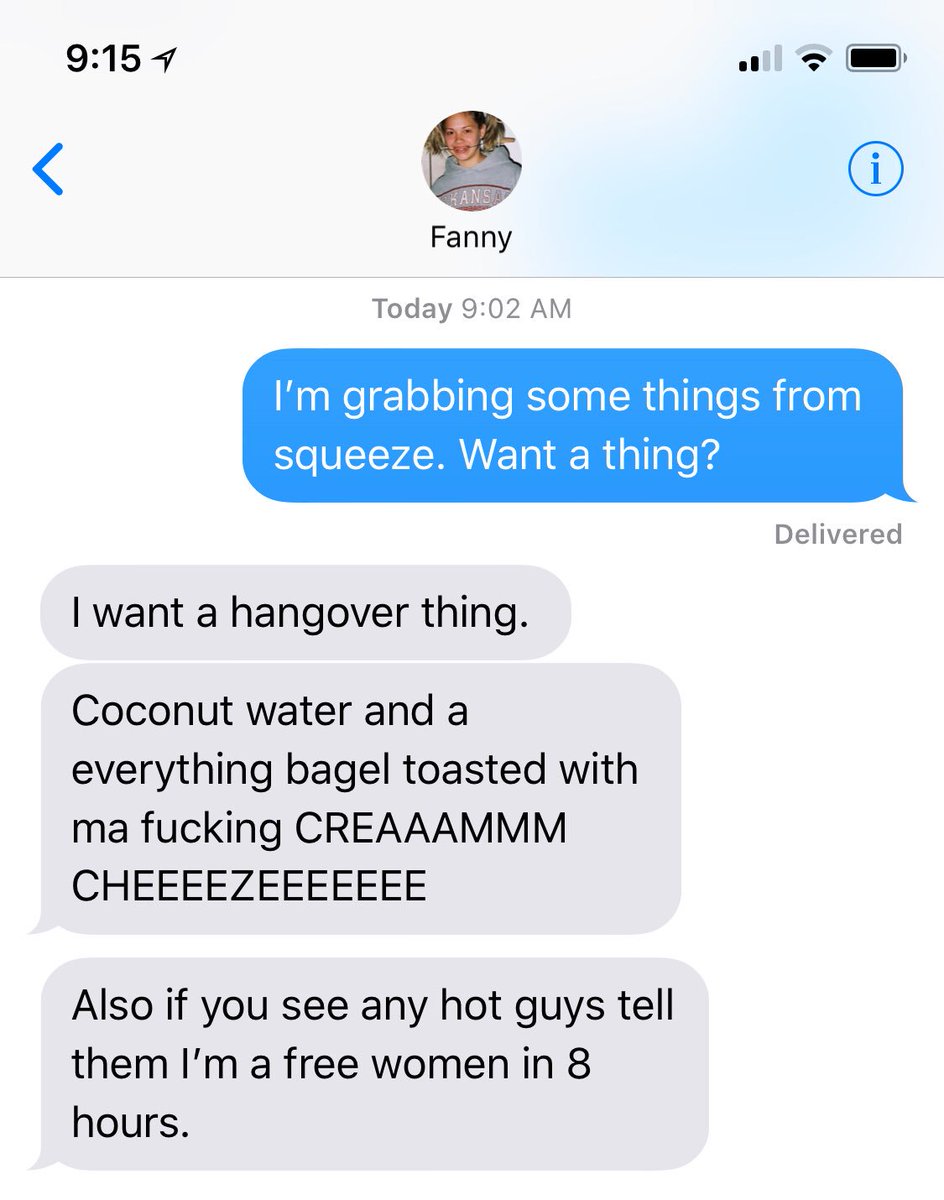 9:15
KANSA
Fanny
Today 9:02 AM
I’m grabbing some things from
squeeze. Want a thing?
Delivered
I want a hangover thing.
Coconut water and a
everything bagel toasted with
ma fucking CREAAAMMM
CHEEEEZEEEEEEE
Also if you see any hot guys tell
them I’m a free women in 8
hours.